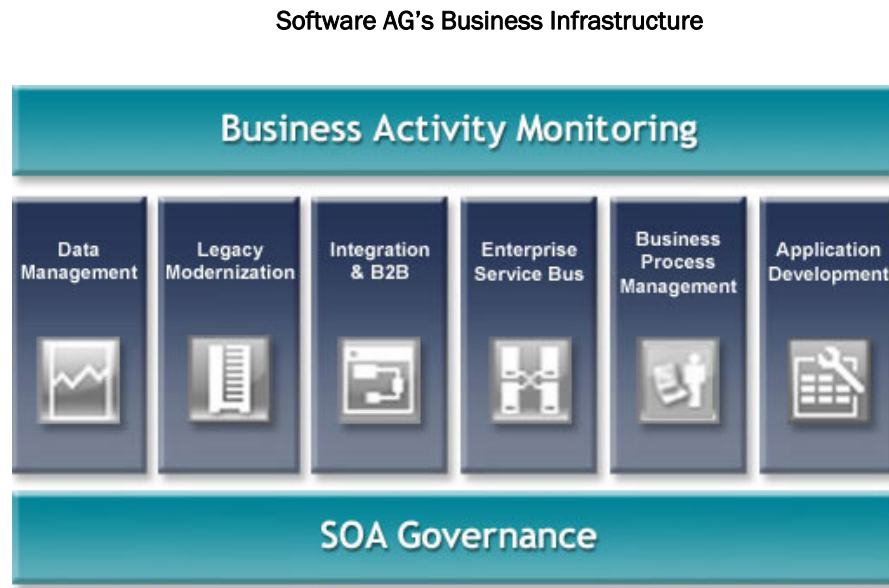 Software AG’s Business Infrastructure
Business Activity Monitoring
Data
Management
Legacy
Modernization
Integration
& B2B
Enterprise
Service Bus
Business
Process
Management
Application
Development
SOA Governance